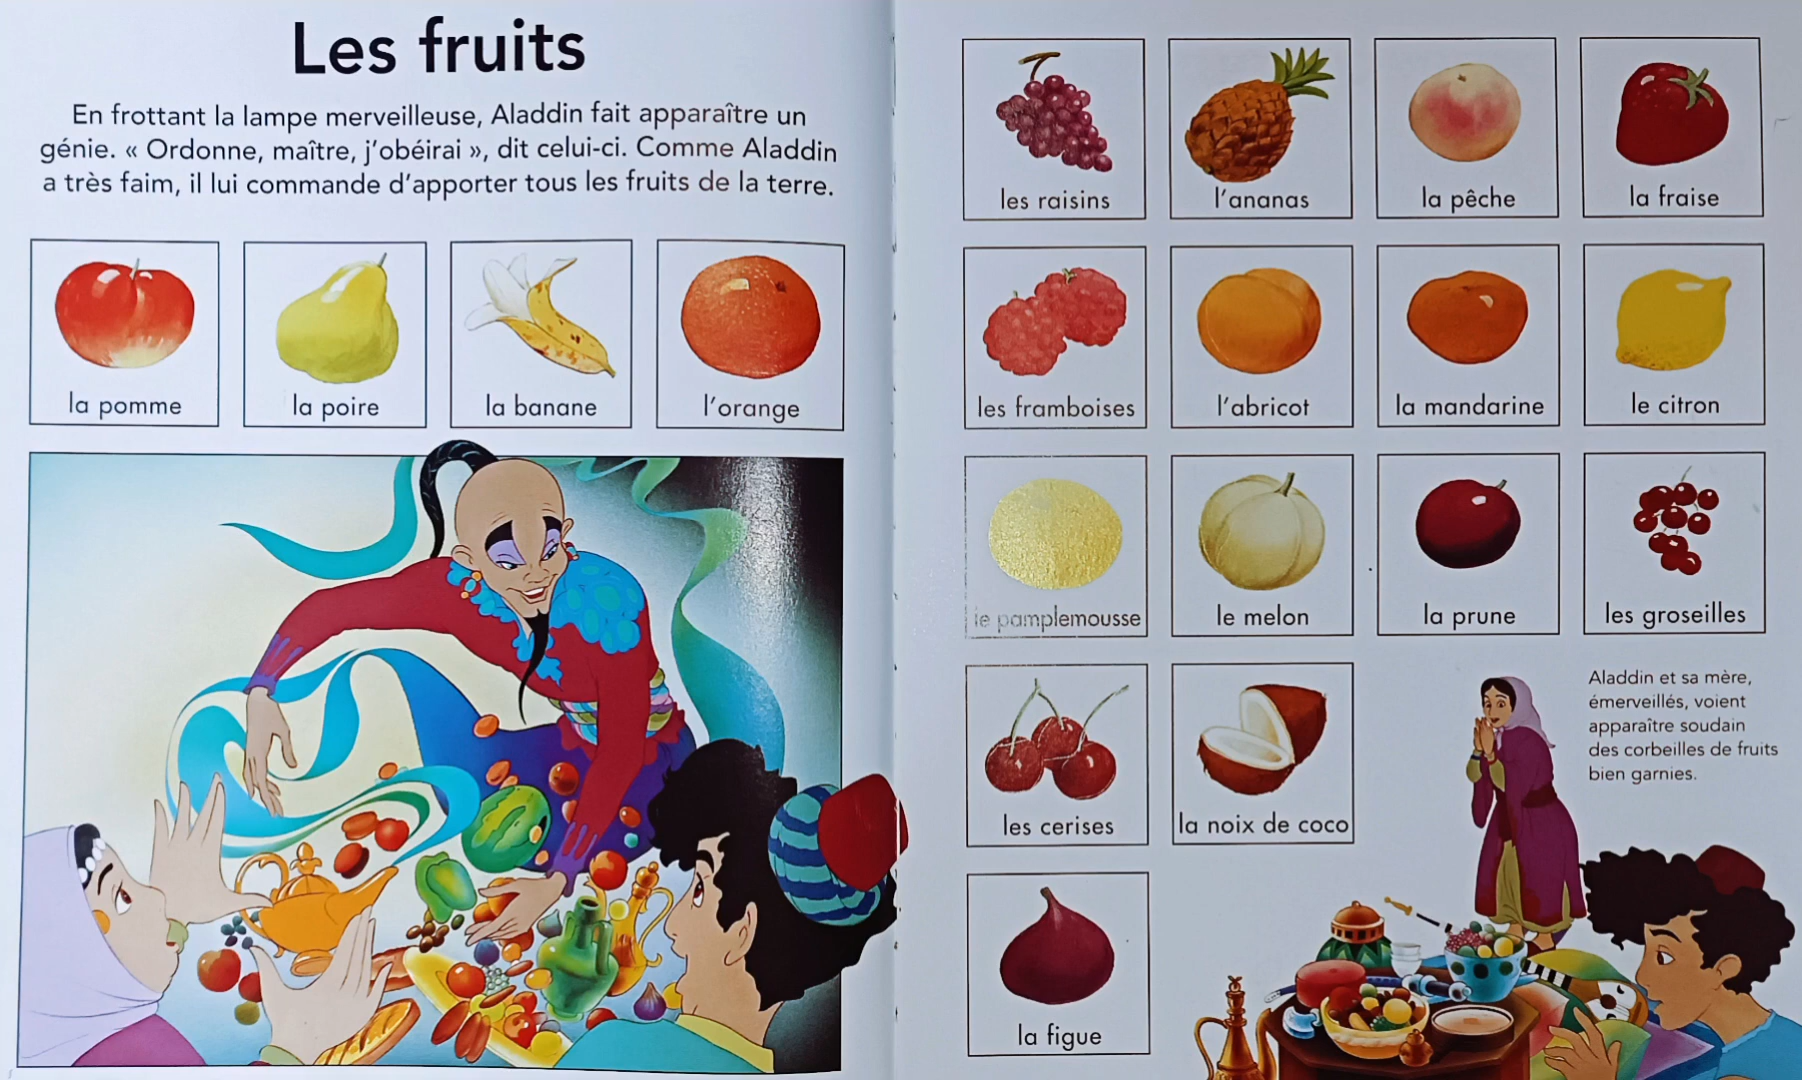 Les fruits
En frottant la lampe merveilleuse, Aladdin fait apparaître un
génie. « Ordonne, maître, j'obéirai », dit celui-ci. Comme Aladdin
a très faim, il lui commande d'apporter tous les fruits de la terre.
la pomme
la poire
la banane
l'orange
les raisins
l'ananas
la pêche
la fraise
les framboises
l'abricot
la mandarine
le citron
le pamplemousse
le melon
la prune
les groseilles
les cerises
la noix de coco
Aladdin et sa mère,
émerveillés, voient
apparaître soudain
des corbeilles de fruits
bien garnies.
la figue